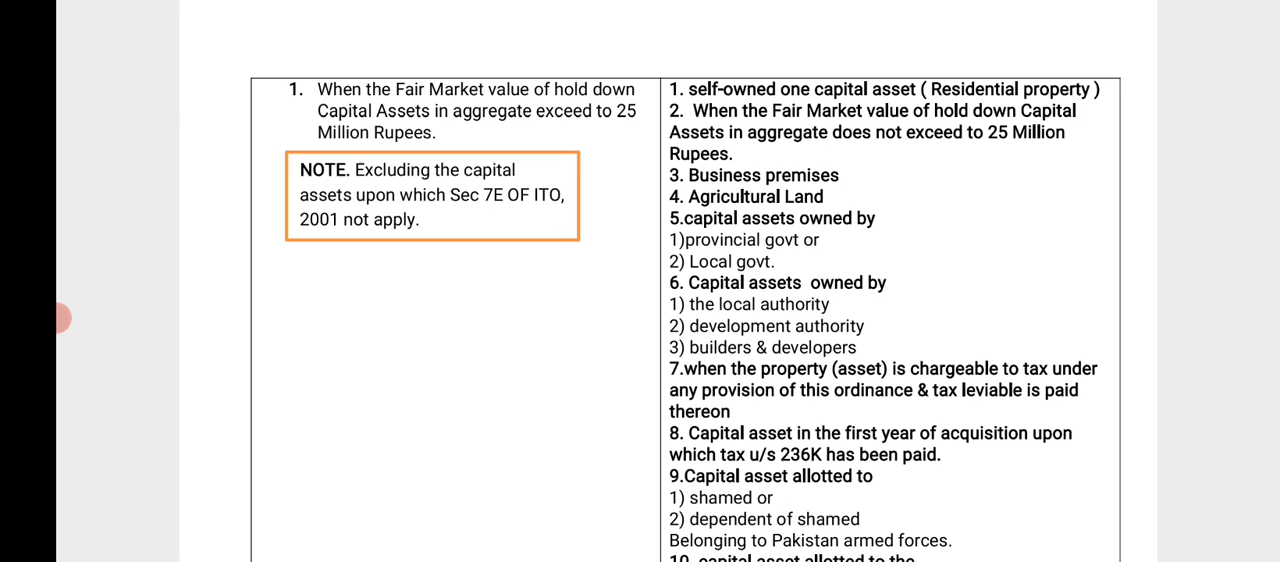 1. When the Fair Market value of hold down
Capital Assets in aggregate exceed to 25
Million Rupees.
NOTE. Excluding the capital
assets upon which Sec 7E OF ITO,
2001 not apply.
1. self-owned one capital asset ( Residential property )
2. When the Fair Market value of hold down Capital
Assets in aggregate does not exceed to 25 Million
Rupees.
3. Business premises
4. Agricultural Land
5.capital assets owned by
1)provincial govt or
2) Local govt.
6. Capital assets owned by
1) the local authority
2) development authority
3) builders & developers
7.when the property (asset) is chargeable to tax under
any provision of this ordinance & tax leviable is paid
thereon
8. Capital asset in the first year of acquisition upon
which tax u/s 236K has been paid.
9.Capital asset allotted to
1) shamed or
2) dependent of shamed
Belonging to Pakistan armed forces.
10. capital asset allotted to the